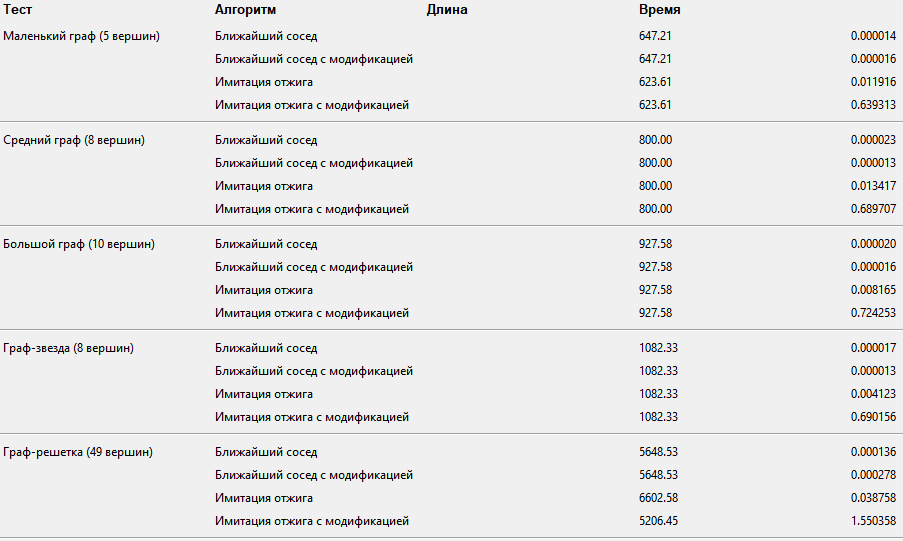 Тест Алгоритм Длина Время
Маленький граф (5 вершин) Ближайший сосед 647.21 0.000014
Ближайший сосед с модификацией 647.21 0.000016
Имитация отжига 623.61 0.011916
Имитация отжига с модификацией 623.61 0.639313
Средний граф (8 вершин) Ближайший сосед 800.00 0.000023
Ближайший сосед с модификацией 800.00 0.000013
Имитация отжига 800.00 0.013417
Имитация отжига с модификацией 800.00 0.689707
Большой граф (10 вершин) Ближайший сосед 927.58 0.000020
Ближайший сосед с модификацией 927.58 0.000016
Имитация отжига 927.58 0.008165
Имитация отжига с модификацией 927.58 0.724253
Граф-звезда (8 вершин) Ближайший сосед 1082.33 0.000017
Ближайший сосед с модификацией 1082.33 0.000013
Имитация отжига 1082.33 0.004123
Имитация отжига с модификацией 1082.33 0.690156
Граф-решетка (49 вершин) Ближайший сосед 5648.53 0.000136
Ближайший сосед с модификацией 5648.53 0.000278
Имитация отжига 6602.58 0.038758
Имитация отжига с модификацией 5206.45 1.550358